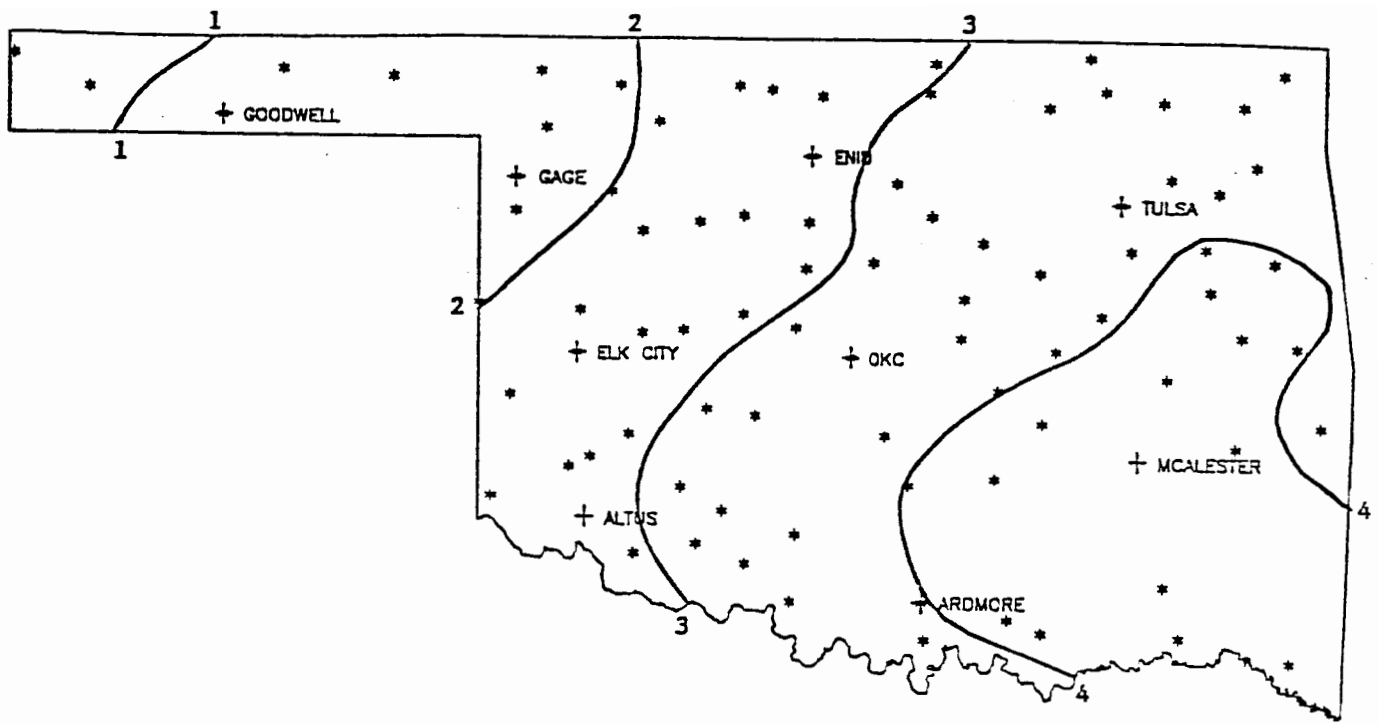 1
2
3
GOODWELL
1
ENID
GAGE
TULSA
2
ELK CITY
OKC
MCALESTER
ALTUS
4
ARDMORE
3
4